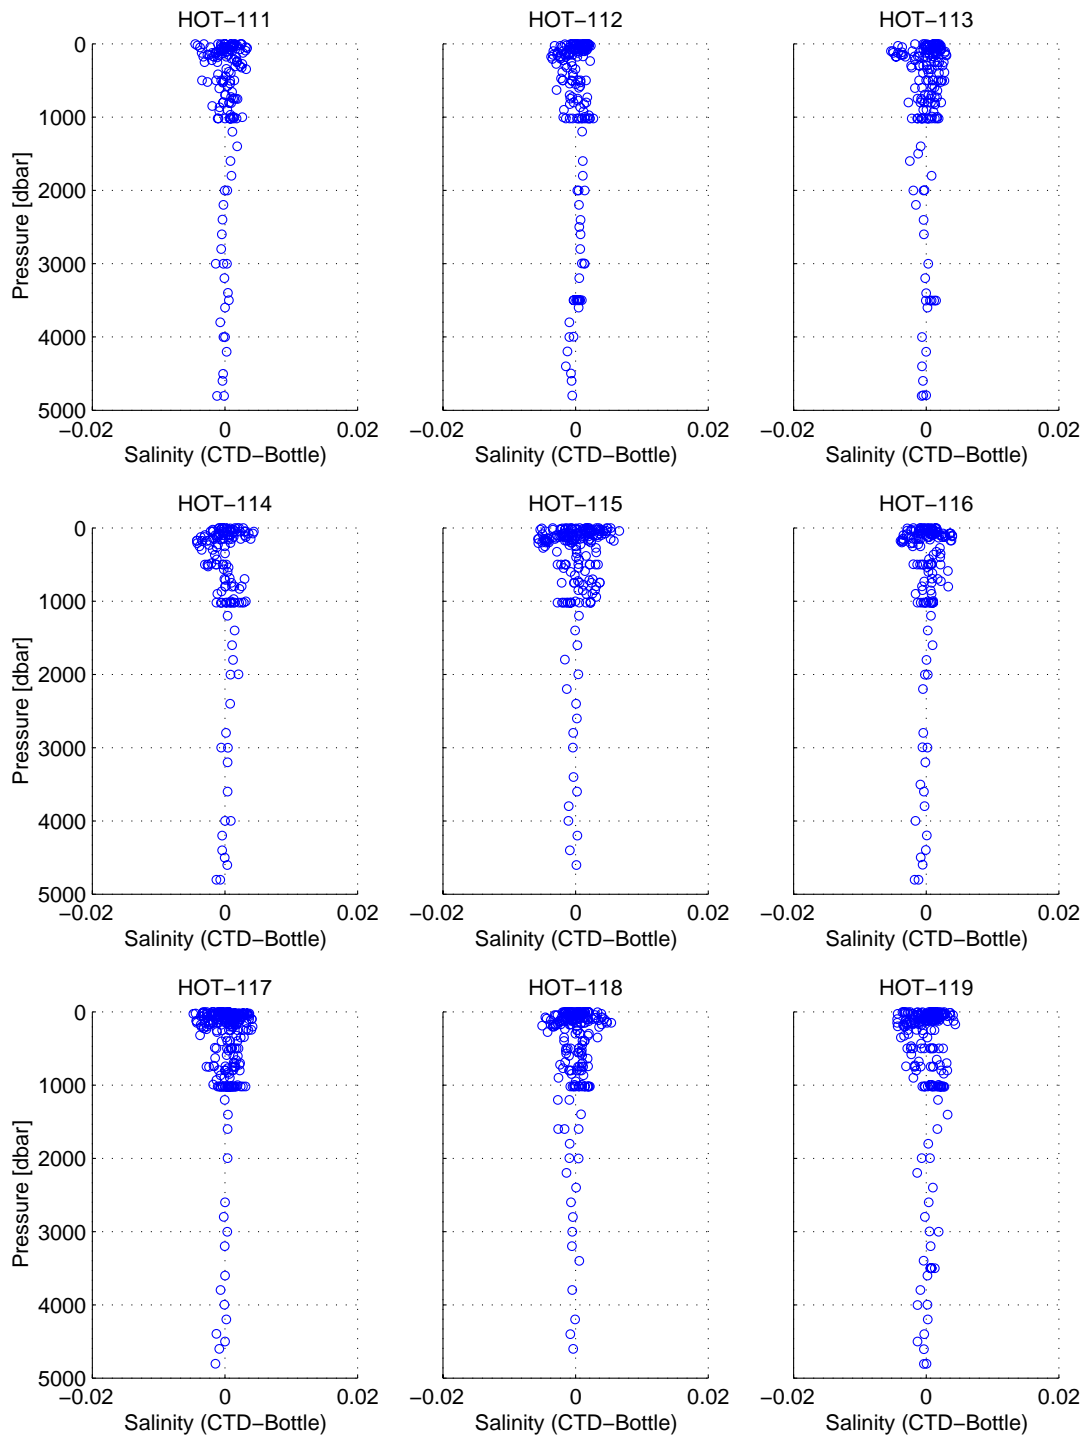 HOT−111 HOT−112 HOT−113
0
1000
2000
3000
4000
5000
Pressure [dbar]
−0.02 0 0.02 −0.02 0 0.02 −0.02 0 0.02
Salinity (CTD−Bottle) Salinity (CTD−Bottle) Salinity (CTD−Bottle)
HOT−114 HOT−115 HOT−116
0
1000
2000
3000
4000
5000
Pressure [dbar]
−0.02 0 0.02 −0.02 0 0.02 −0.02 0 0.02
Salinity (CTD−Bottle) Salinity (CTD−Bottle) Salinity (CTD−Bottle)
HOT−117 HOT−118 HOT−119
0
1000
2000
3000
4000
5000
Pressure [dbar]
−0.02 0 0.02 −0.02 0 0.02 −0.02 0 0.02
Salinity (CTD−Bottle) Salinity (CTD−Bottle) Salinity (CTD−Bottle)